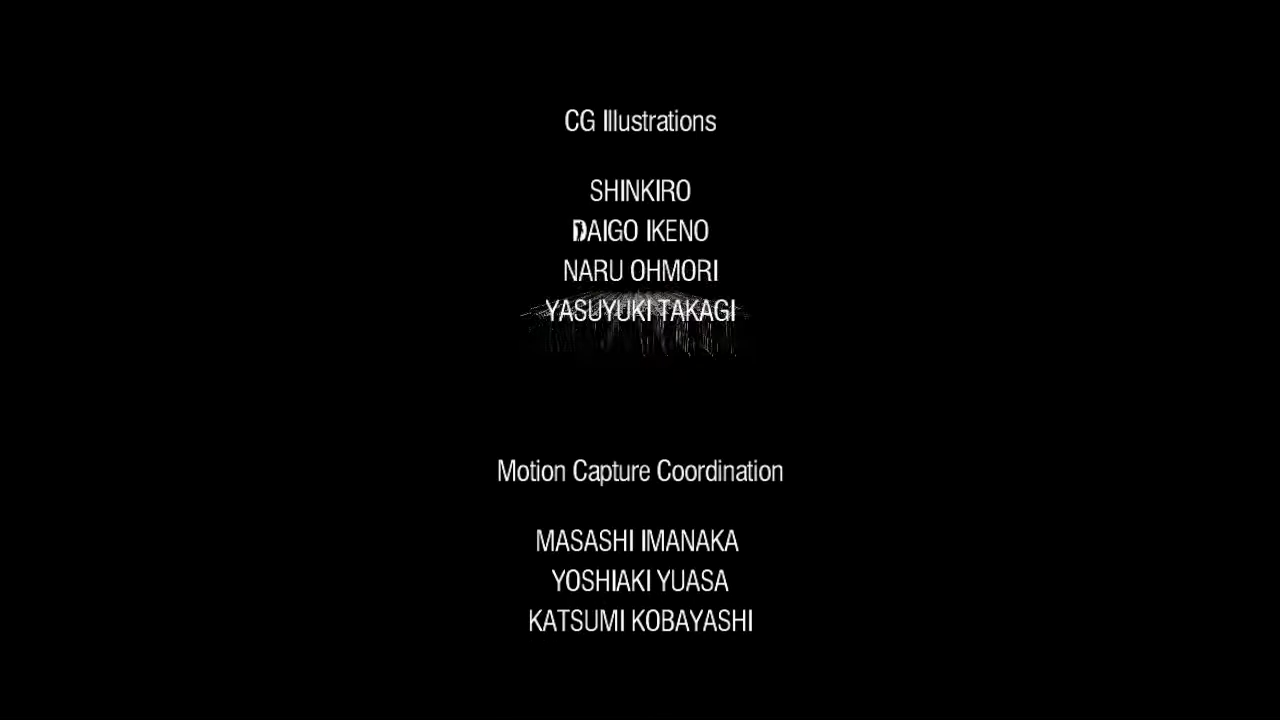 CG Illustrations
SHINKIRO
DAIGO IKENO
NARU OHMORI
YASUYUKI TAKAGI
Motion Capture Coordination
MASASHI IMANAKA
YOSHIAKI YUASA
KATSUMI KOBAYASHI